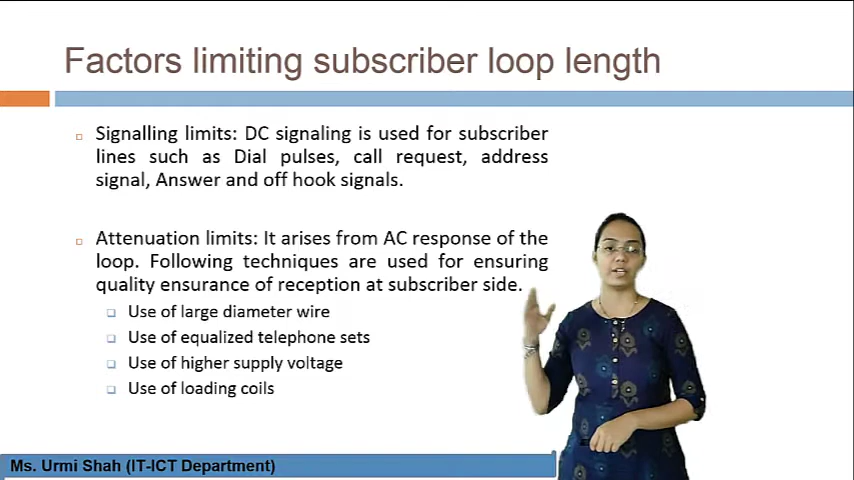 Factors limiting subscriber loop length
Signalling limits: DC signaling is used for subscriber
lines such as Dial pulses, call request, address
signal, Answer and off hook signals.
Attenuation limits: It arises from AC response of the
loop. Following techniques are used for ensuring
quality ensurance of reception at subscriber side.
Use of large diameter wire
Use of equalized telephone sets
Use of higher supply voltage
Use of loading coils
Ms. Urmi Shah (IT-ICT Department)